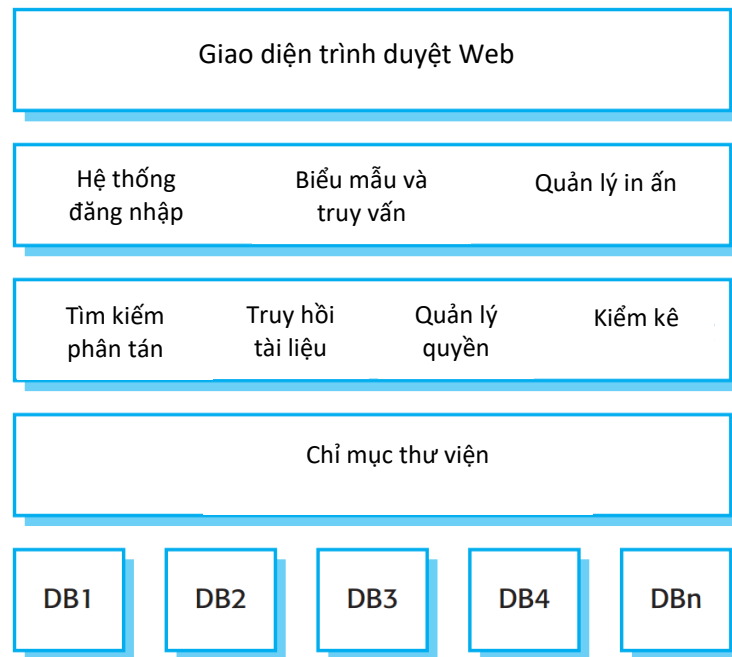 Giao diện trình duyệt Web
Hệ thống
đăng nhập
Biểu mẫu và
truy vấn
Quản lý in ấn
Tìm kiếm
phân tán
Truy hồi
tài liệu
Quản lý
quyền
Kiểm kê
Chỉ mục thư viện
DB1
DB2
DB3
DB4
DBn